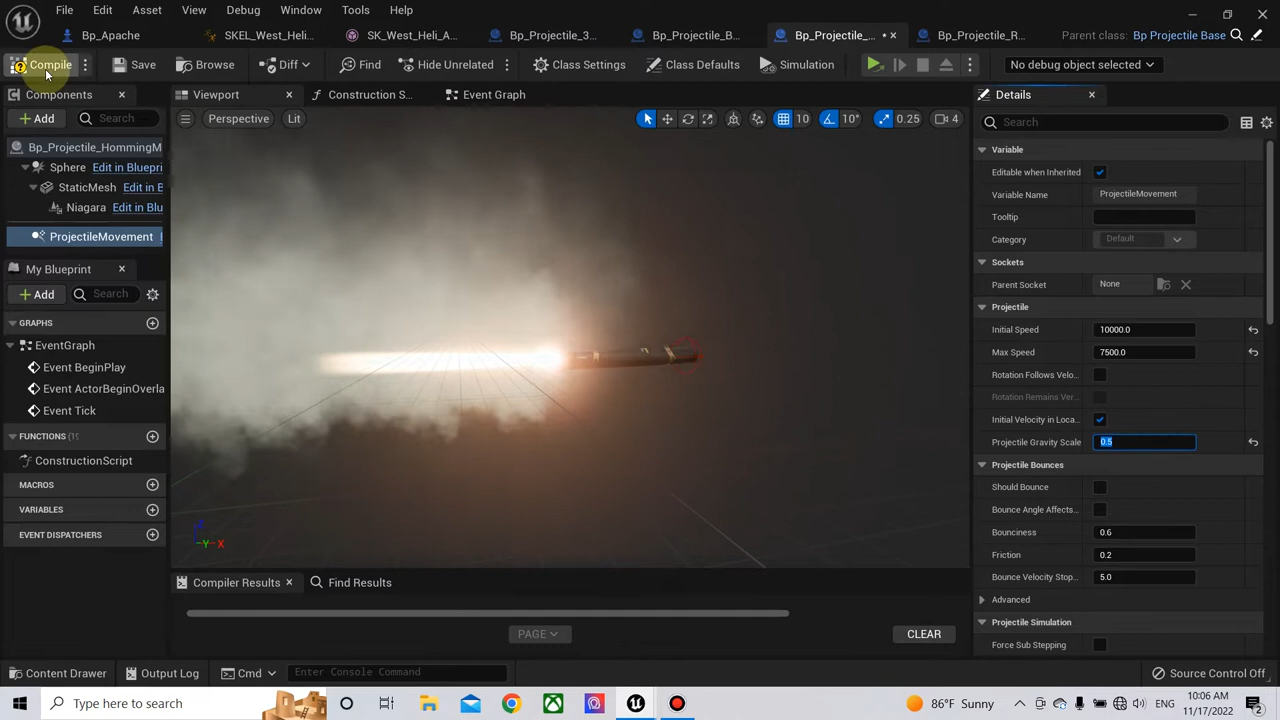 File Edit Asset View Debug Window Tools Help
Bp_Apache SKEL_West_Heli... SK_West_Heli_A... Bp_Projectile_3... Bp_Projectile_B... Bp_Projectile_... • Bp_Projectile_R... Parent class: Bp Projectile Base
Compile Save Browse Diff Find Hide Unrelated Class Settings Class Defaults Simulation No debug object selected
Components Viewport Construction S... Event Graph Details
+ Add Search Perspective Lit 10 10° 0.25 4 Search
Bp_Projectile_HommingM
Sphere Edit in Bluepri
StaticMesh Edit in B
Niagara Edit in Blu
ProjectileMovement
My Blueprint
+ Add Search
GRAPHS
EventGraph
Event BeginPlay
Event ActorBeginOverla
Event Tick
FUNCTIONS
ConstructionScript
MACROS
VARIABLES
EVENT DISPATCHERS
Z
Y X
Variable
Editable when Inherited
Variable Name ProjectileMovement
Tooltip
Category Default
Sockets
Parent Socket None
Projectile
Initial Speed 10000.0
Max Speed 7500.0
Rotation Follows Velo...
Rotation Remains Ver...
Initial Velocity in Loca...
Projectile Gravity Scale 0.5
Projectile Bounces
Should Bounce
Bounce Angle Affects...
Bounciness 0.6
Friction 0.2
Bounce Velocity Stop... 5.0
Advanced
Projectile Simulation
Force Sub Stepping
Compiler Results Find Results
PAGE CLEAR
Content Drawer Output Log Cmd Enter Console Command Source Control Off
Type here to search 86°F Sunny ENG 10:06 AM
11/17/2022 2